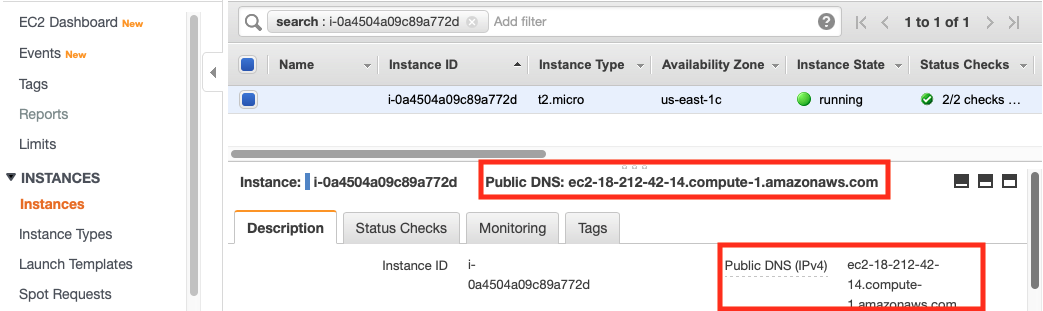 EC2 Dashboard New
Events New
Tags
Reports
Limits
INSTANCES
Instances
Instance Types
Launch Templates
Spot Requests
search : i-0a4504a09c89a772d Add filter
1 to 1 of 1
Name Instance ID Instance Type Availability Zone Instance State Status Checks
i-0a4504a09c89a772d t2.micro us-east-1c running 2/2 checks ...
Instance: i-0a4504a09c89a772d Public DNS: ec2-18-212-42-14.compute-1.amazonaws.com
Description Status Checks Monitoring Tags
Instance ID i-
0a4504a09c89a772d
Public DNS (IPv4) ec2-18-212-42-
14.compute-
1.amazonaws.com